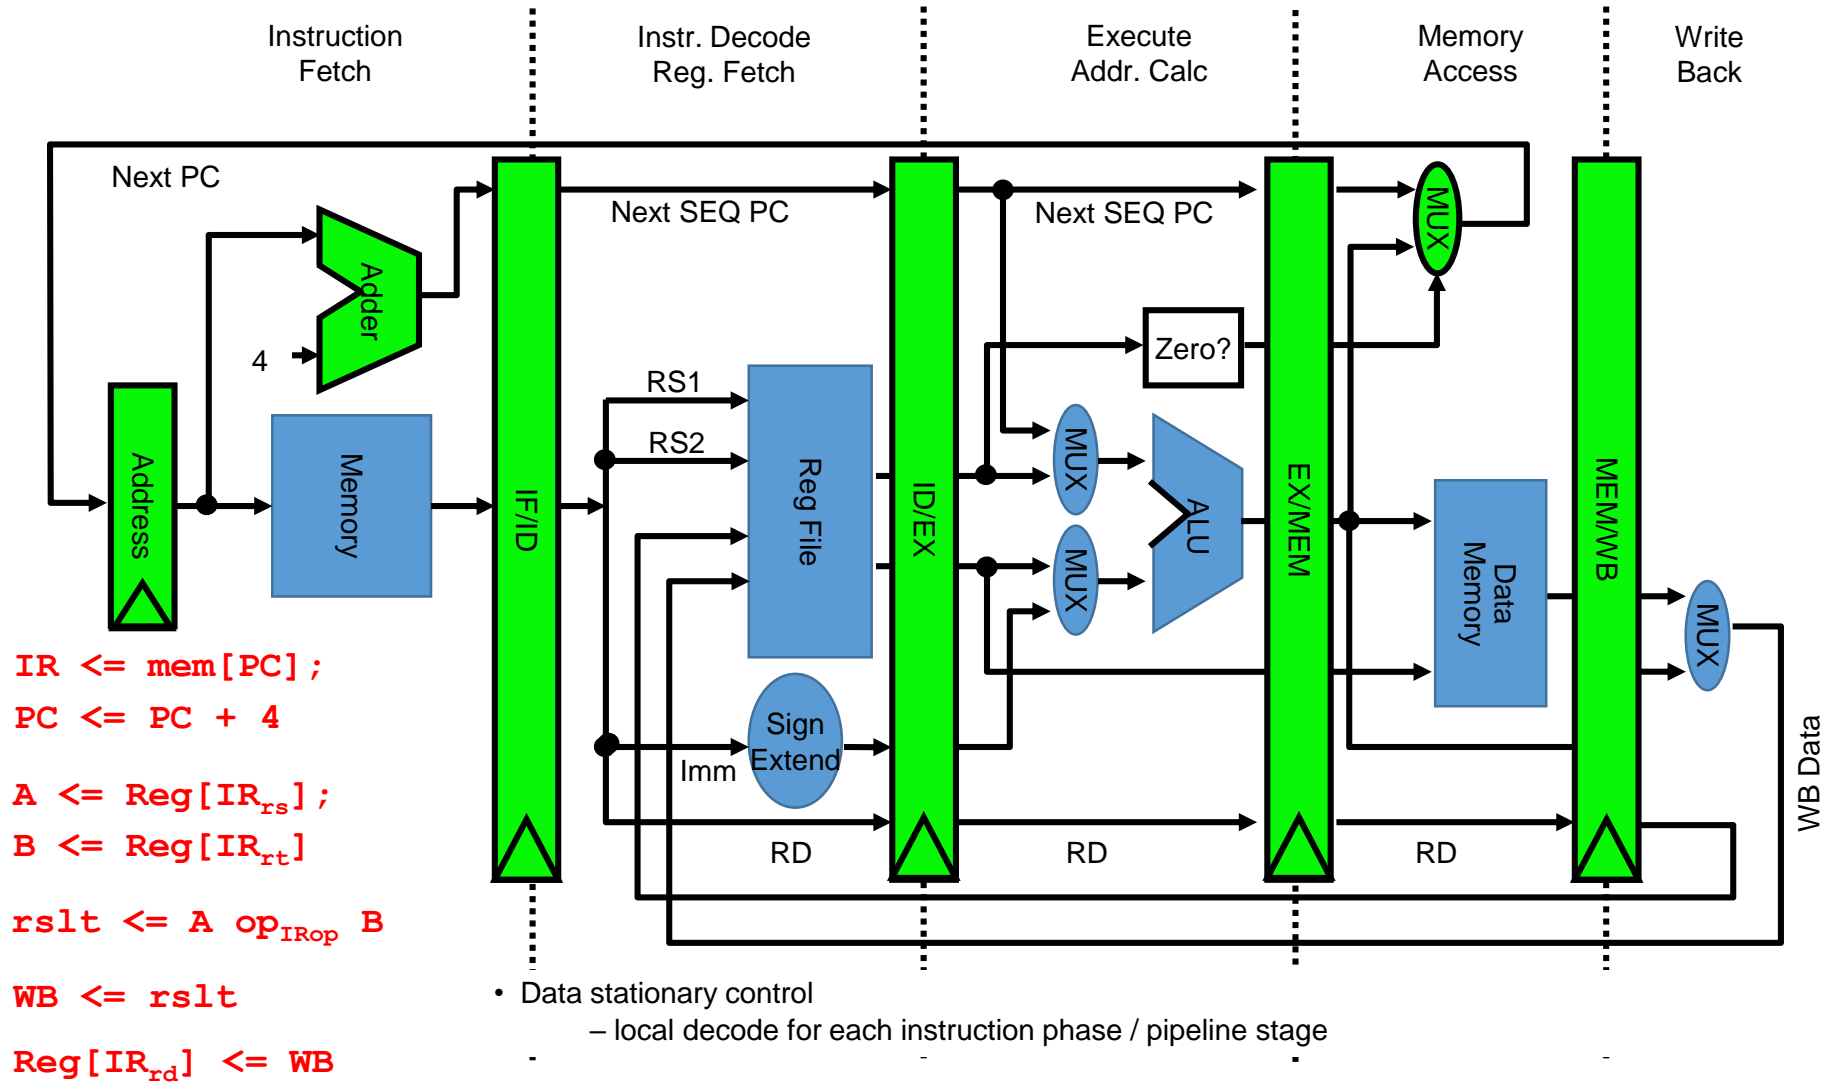 Instruction
Fetch
Instr. Decode
Reg. Fetch
Execute
Addr. Calc
Memory
Access
Write
Back
Next PC
Next SEQ PC
Next SEQ PC
MUX
Adder
4
Zero?
RS1
RS2
Address
Memory
IF/ID
Reg File
ID/EX
MUX
MUX
ALU
EX/MEM
Data
Memory
MEM/WB
MUX
Sign
Extend
Imm
RD
RD
RD
WB Data
IR <= mem[PC];
PC <= PC + 4
A <= Reg[IRrs];
B <= Reg[IRrt]
rslt <= A opIRop B
WB <= rslt
Reg[IRrd] <= WB
• Data stationary control
– local decode for each instruction phase / pipeline stage